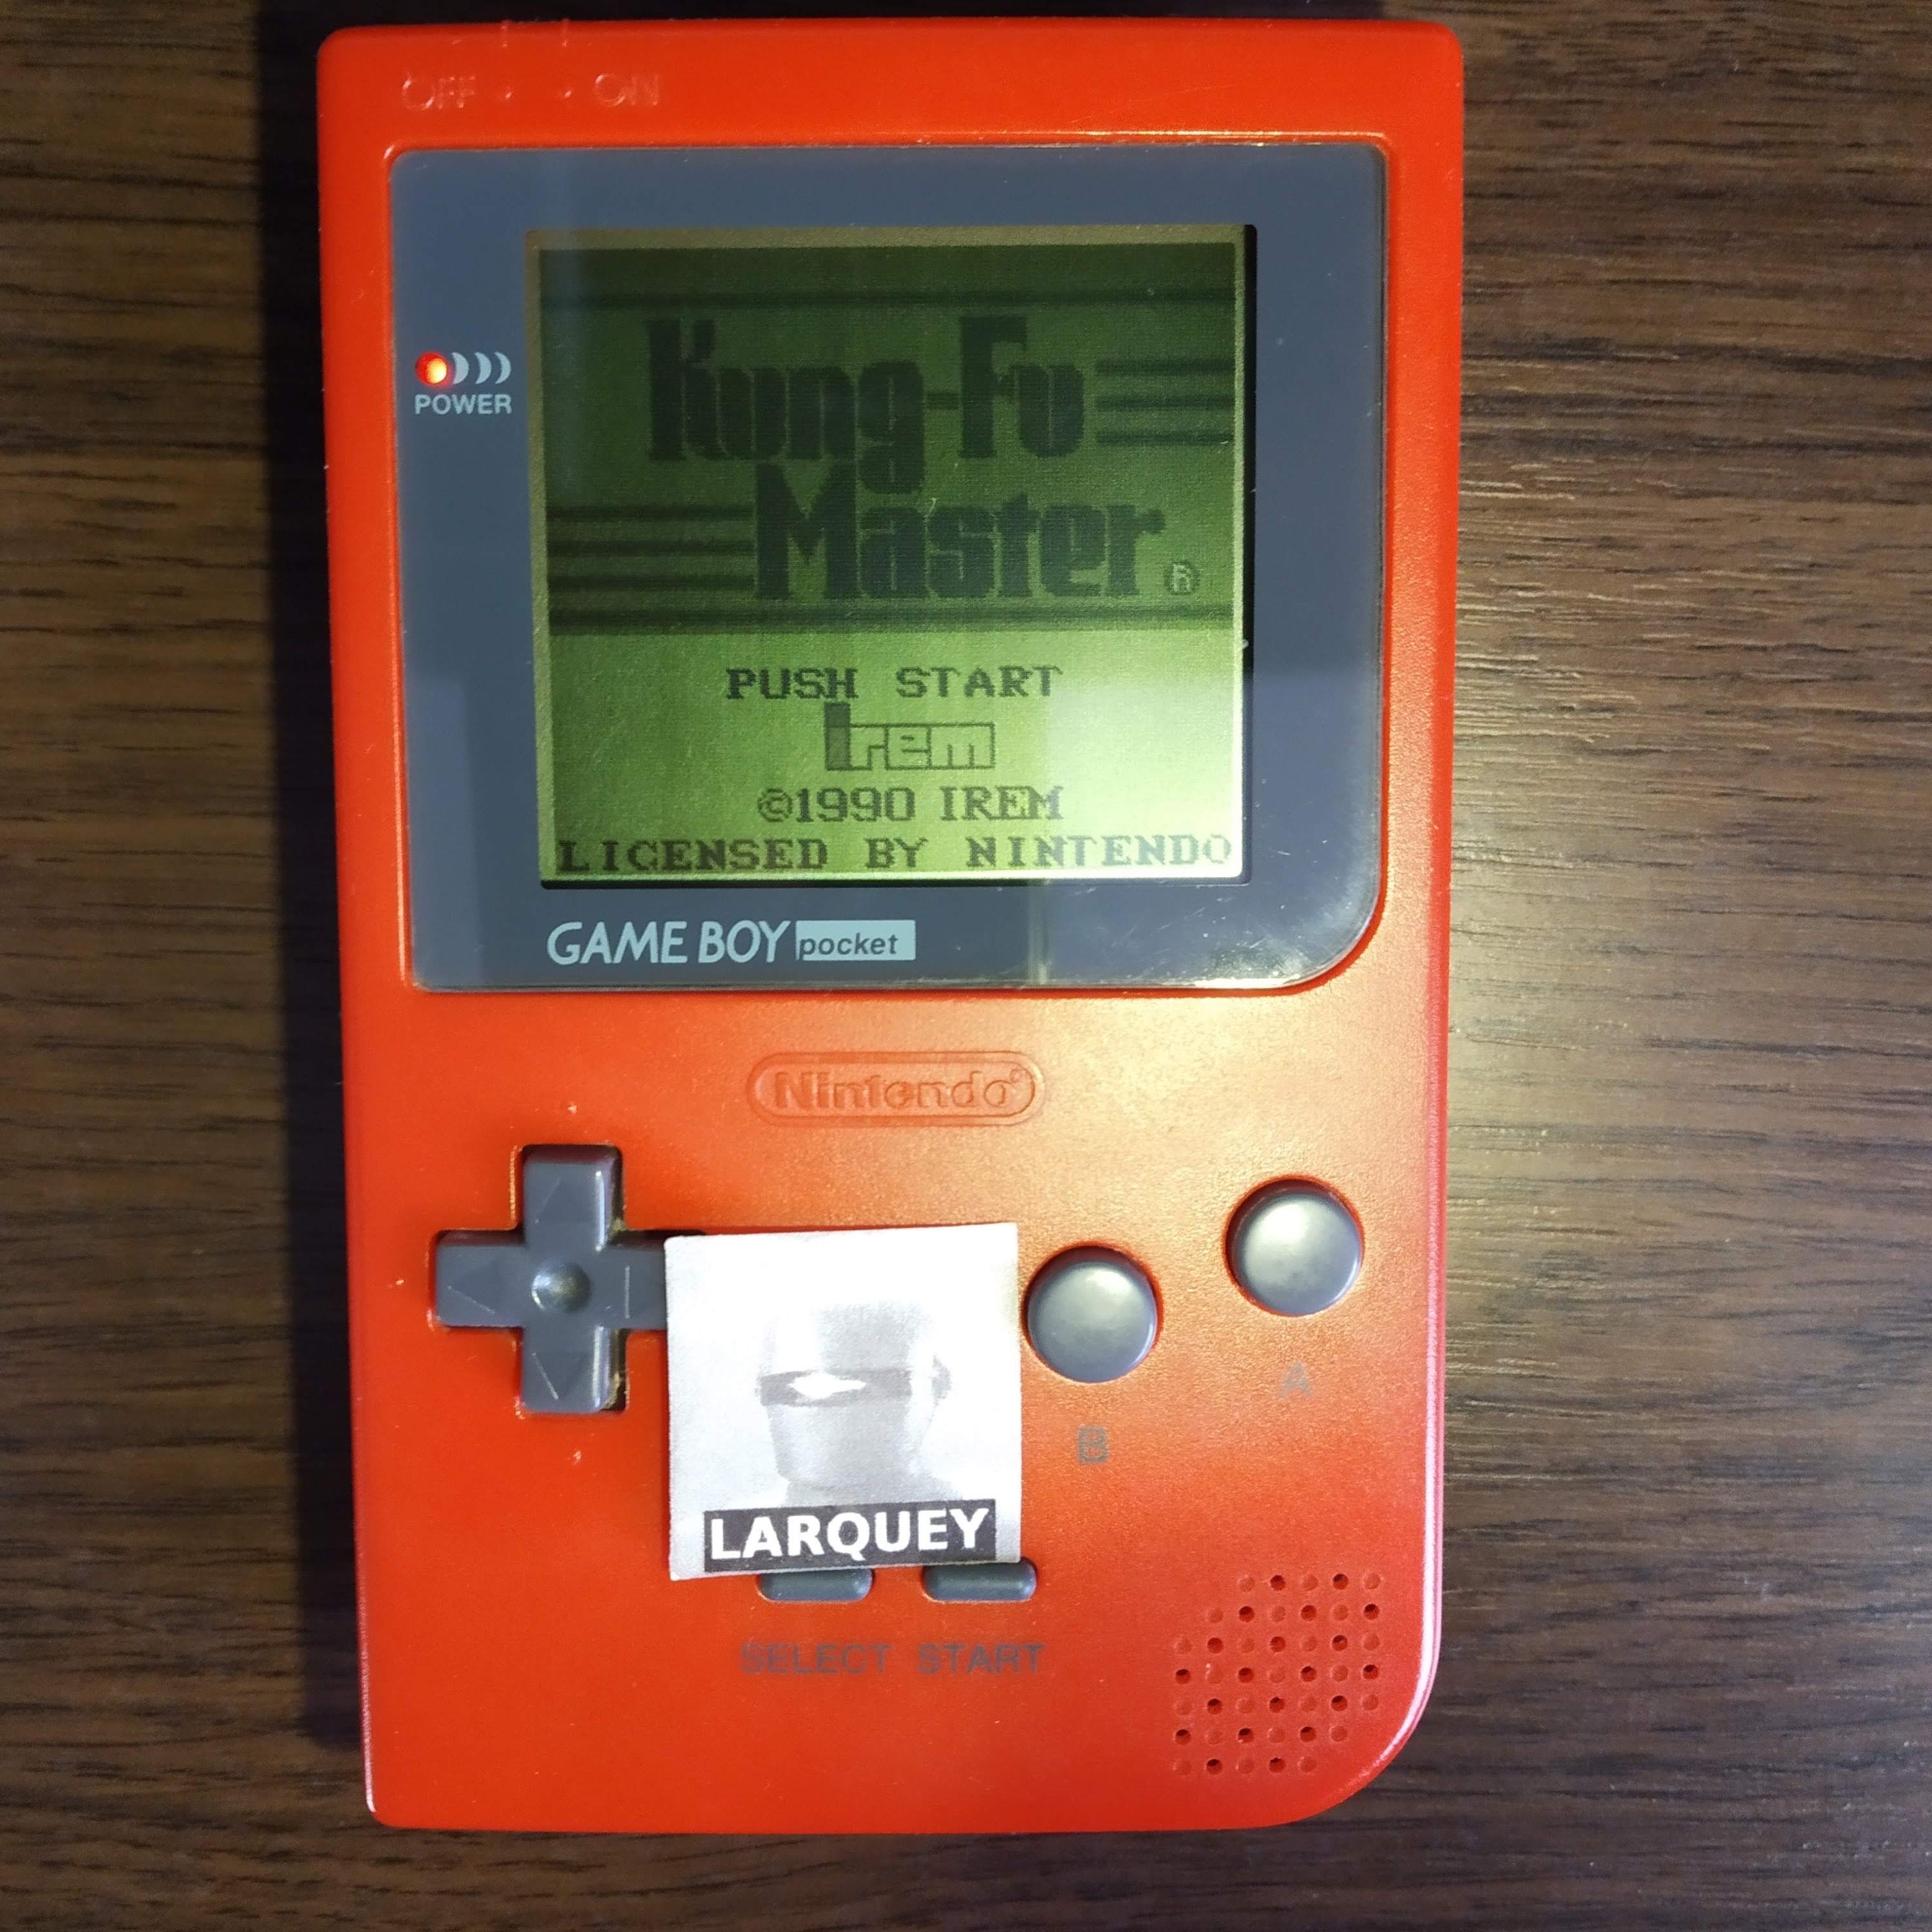 OFF ON
Kung-Fu
Master ®
POWER
PUSH START
irem
©1990 IREM
LICENSED BY NINTENDO
GAME BOY pocket
Nintendo®
A
B
LARQUEY
SELECT START